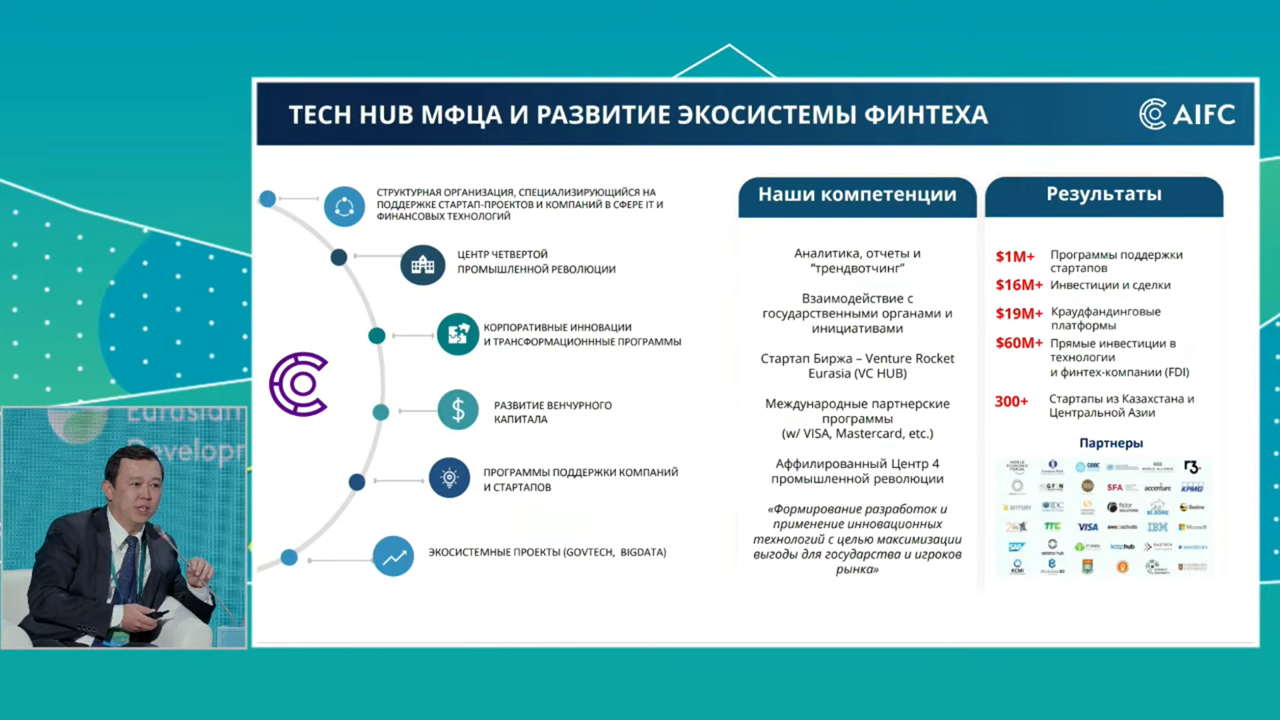 TECH HUB МФЦА И РАЗВИТИЕ ЭКОСИСТЕМЫ ФИНТЕХА
AIFC
СТРУКТУРНАЯ ОРГАНИЗАЦИЯ, СПЕЦИАЛИЗИРУЮЩИЙСЯ НА
ПОДДЕРЖКЕ СТАРТАП-ПРОЕКТОВ И КОМПАНИЙ В СФЕРЕ IT И
ФИНАНСОВЫХ ТЕХНОЛОГИЙ
ЦЕНТР ЧЕТВЕРТОЙ
ПРОМЫШЛЕННОЙ РЕВОЛЮЦИИ
КОРПОРАТИВНЫЕ ИННОВАЦИИ
И ТРАНСФОРМАЦИОНННЫЕ ПРОГРАММЫ
$
РАЗВИТИЕ ВЕНЧУРНОГО
КАПИТАЛА
ПРОГРАММЫ ПОДДЕРЖКИ КОМПАНИЙ
И СТАРТАПОВ
ЭКОСИСТЕМНЫЕ ПРОЕКТЫ (GOVTECH, BIGDATA)
Наши компетенции
Аналитика, отчеты и
“трендвотчинг”
Взаимодействие с
государственными органами и
инициативами
Стартап Биржа – Venture Rocket
Eurasia (VC HUB)
Международные партнерские
программы
(w/ VISA, Mastercard, etc.)
Аффилированный Центр 4
промышленной революции
«Формирование разработок и
применение инновационных
технологий с целью максимизации
выгоды для государства и игроков
рынка»
Результаты
$1M+ Программы поддержки
стартапов
$16M+ Инвестиции и сделки
$19M+ Краудфандинговые
платформы
$60M+ Прямые инвестиции в
технологии
и финтех-компании (FDI)
300+ Стартапы из Казахстана и
Центральной Азии
Партнеры
r3
accenture KPMG
VISA IBM Microsoft
SAP
Eurasian
Develop